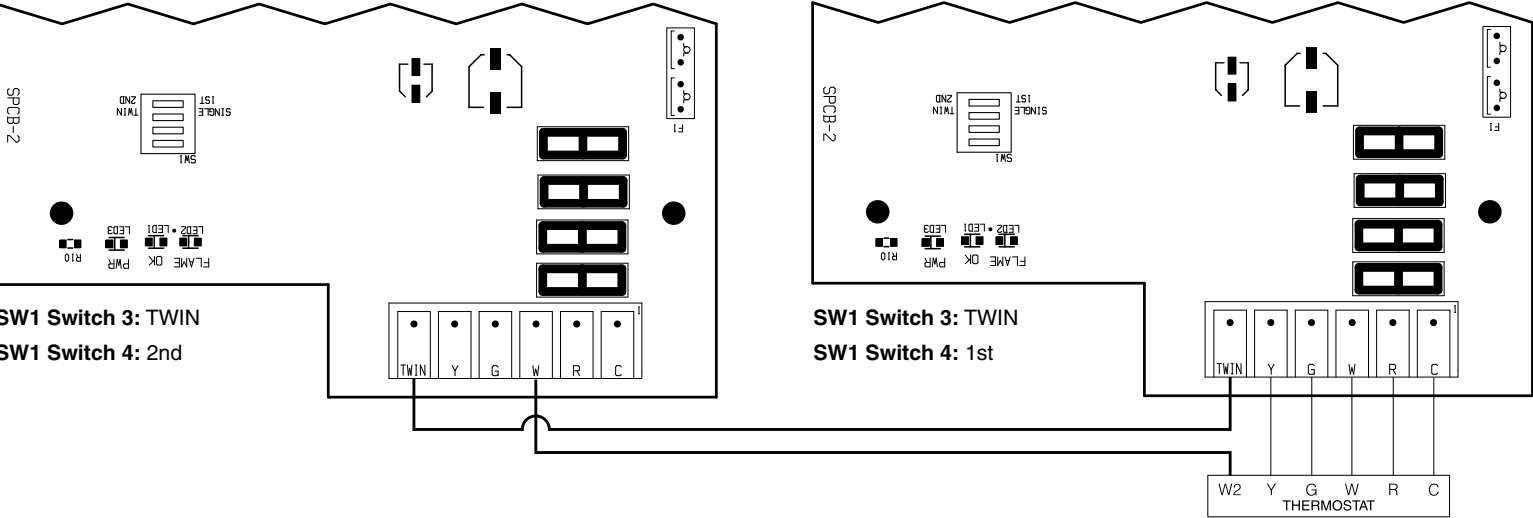 SPCB-2
2ND
TWIN
1ST
SINGLE
SW1
F1
LED3
LED1 • LED2
R10
PWR
OK
FLAME
SW1 Switch 3: TWIN
SW1 Switch 4: 2nd
1
TWIN Y G W R C
SPCB-2
2ND
TWIN
1ST
SINGLE
SW1
F1
LED3
LED1 • LED2
R10
PWR
OK
FLAME
SW1 Switch 3: TWIN
SW1 Switch 4: 1st
1
TWIN Y G W R C
W2 Y G W R C
THERMOSTAT